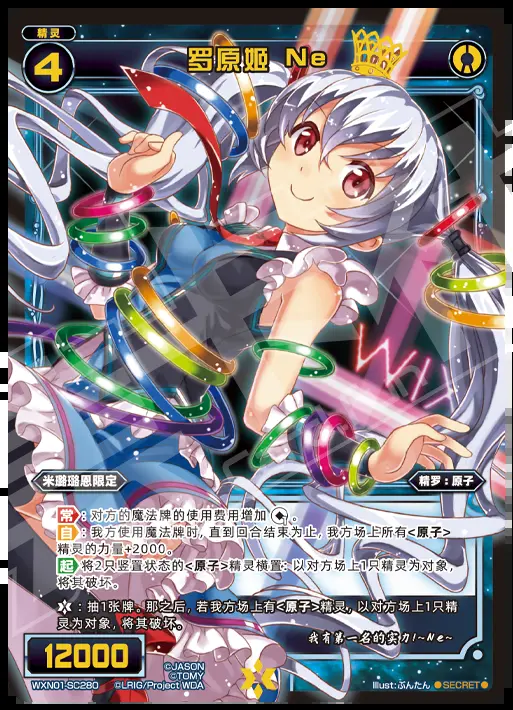 精灵
4
罗原姬 Ne
WIX
米璐璐恩限定
精罗：原子
常：对方的魔法牌的使用费用增加。
自：我方使用魔法牌时，直到回合结束为止，我方场上所有<原子>
精灵的力量+2000。
起 将2只竖置状态的<原子>精灵横置：以对方场上1只精灵为对象，
将其破坏。
：抽1张牌。那之后，若我方场上有<原子>精灵，以对方场上1只精
灵为对象，将其破坏。
我有第一名的实力!~Ne~
12000
©JASON
©TOMY
WXN01-SC280 ©LRIG/Project WDA
Illust:ぶんたん ●SECRET●